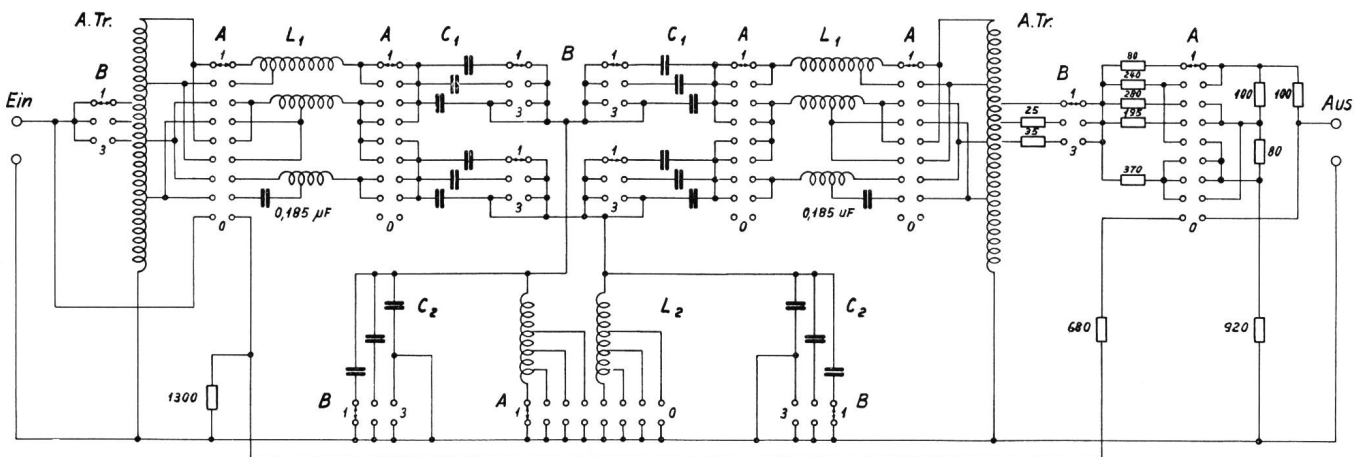 A.Tr. A L₁ A C₁ B C₁ A L₁ A A.Tr. A
1 1 1 1 1 1 80 1
B B 240
Ein 1 1 280 100 100 Aus
3 3 25 195
3 35 3 80
1 1 370
0,185 µF 3 3 0,185 µF
0 0 0 0 0
C₂ L₂ C₂
680 920
1300 B A B
1 3 1 0 3 1